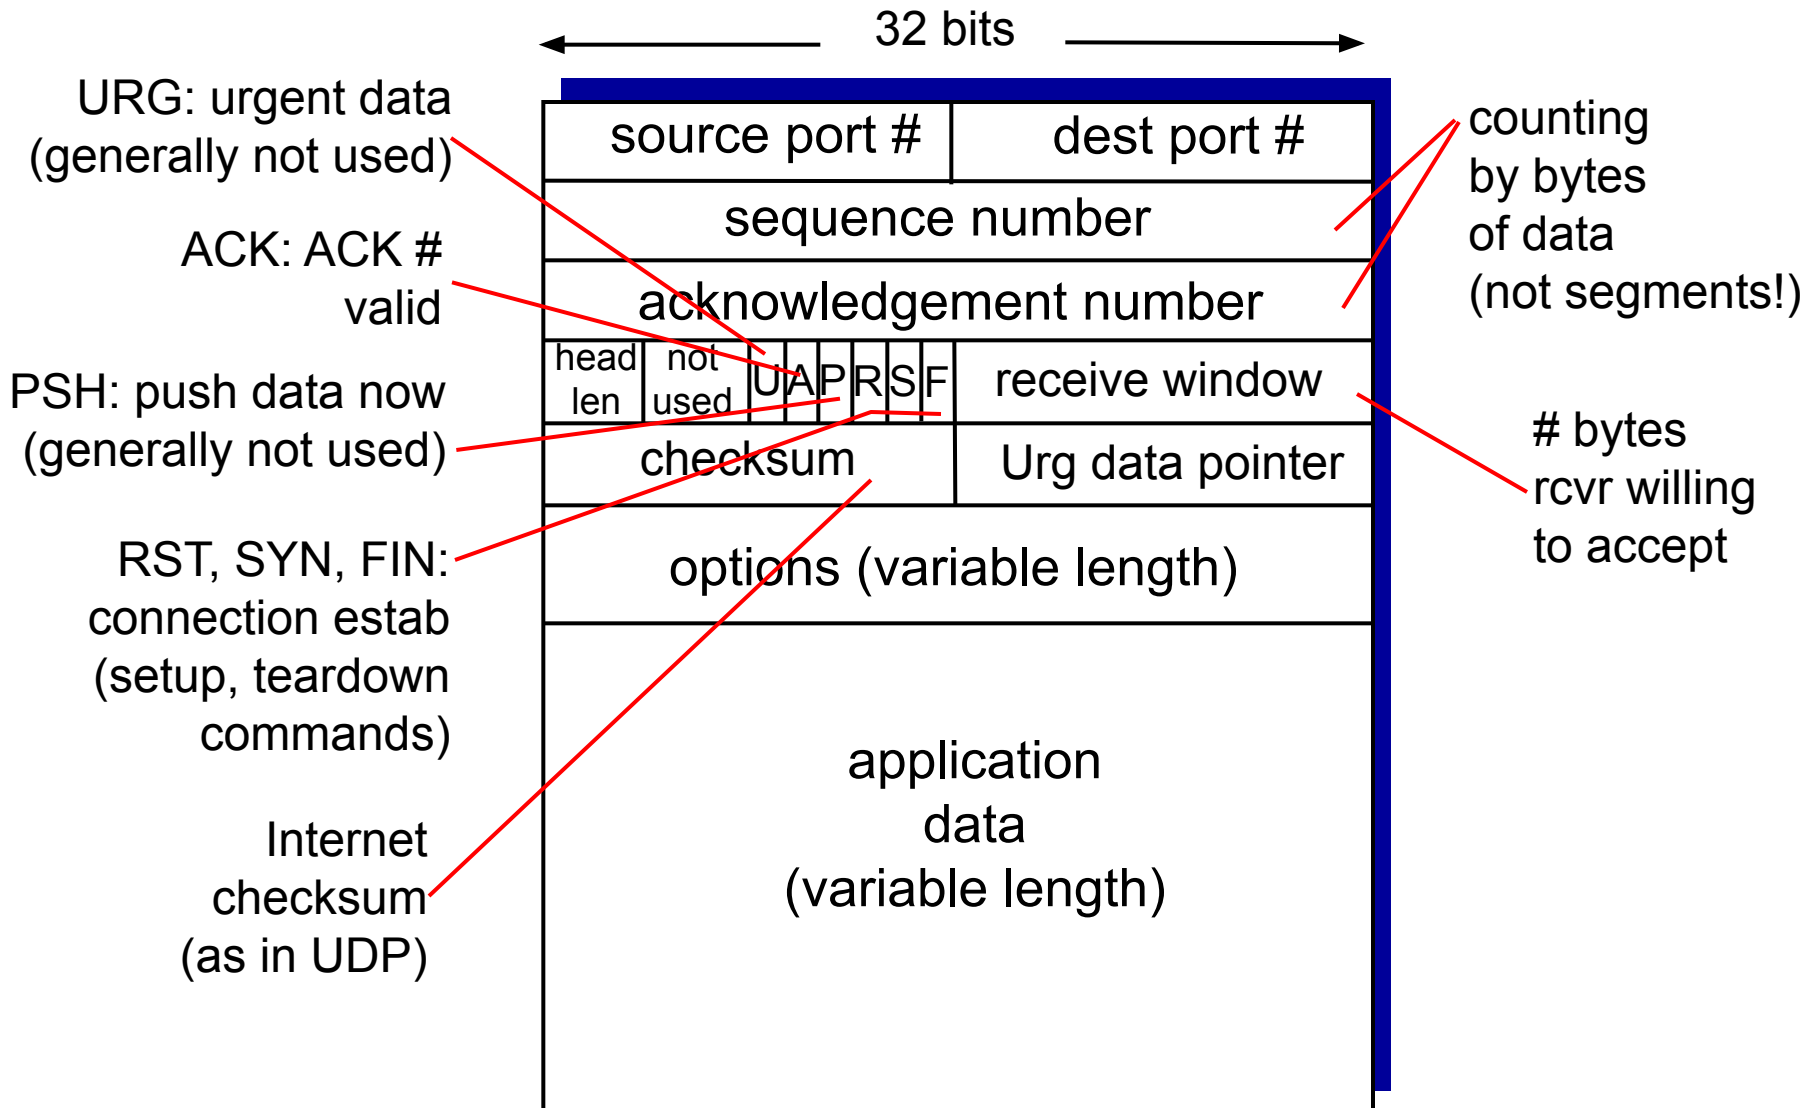 32 bits
URG: urgent data
(generally not used)
ACK: ACK #
valid
PSH: push data now
(generally not used)
RST, SYN, FIN:
connection estab
(setup, teardown
commands)
Internet
checksum
(as in UDP)
source port #
dest port #
sequence number
acknowledgement number
head
len
not
used
U A P R S F
receive window
checksum
Urg data pointer
options (variable length)
application
data
(variable length)
counting
by bytes
of data
(not segments!)
# bytes
rcvr willing
to accept